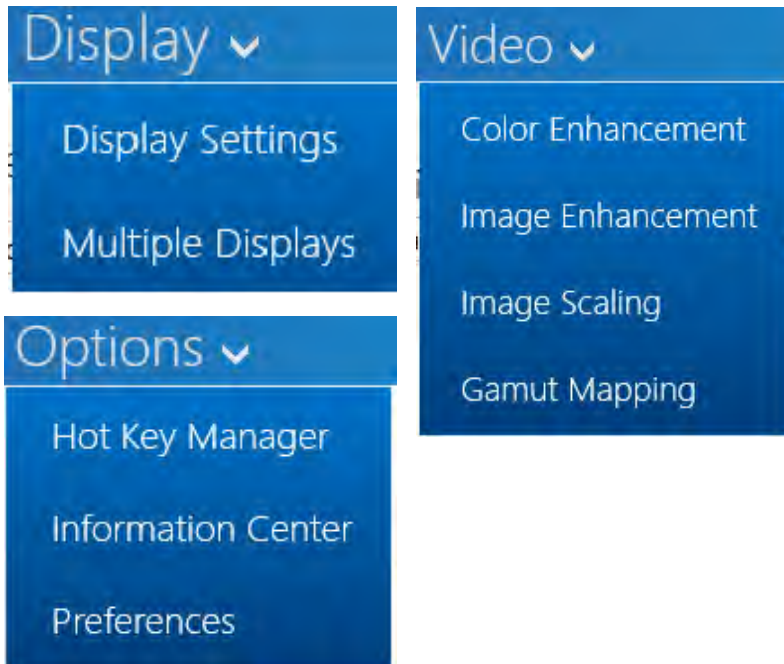 Display
Display Settings
Multiple Displays
Options
Hot Key Manager
Information Center
Preferences
Video
Color Enhancement
Image Enhancement
Image Scaling
Gamut Mapping